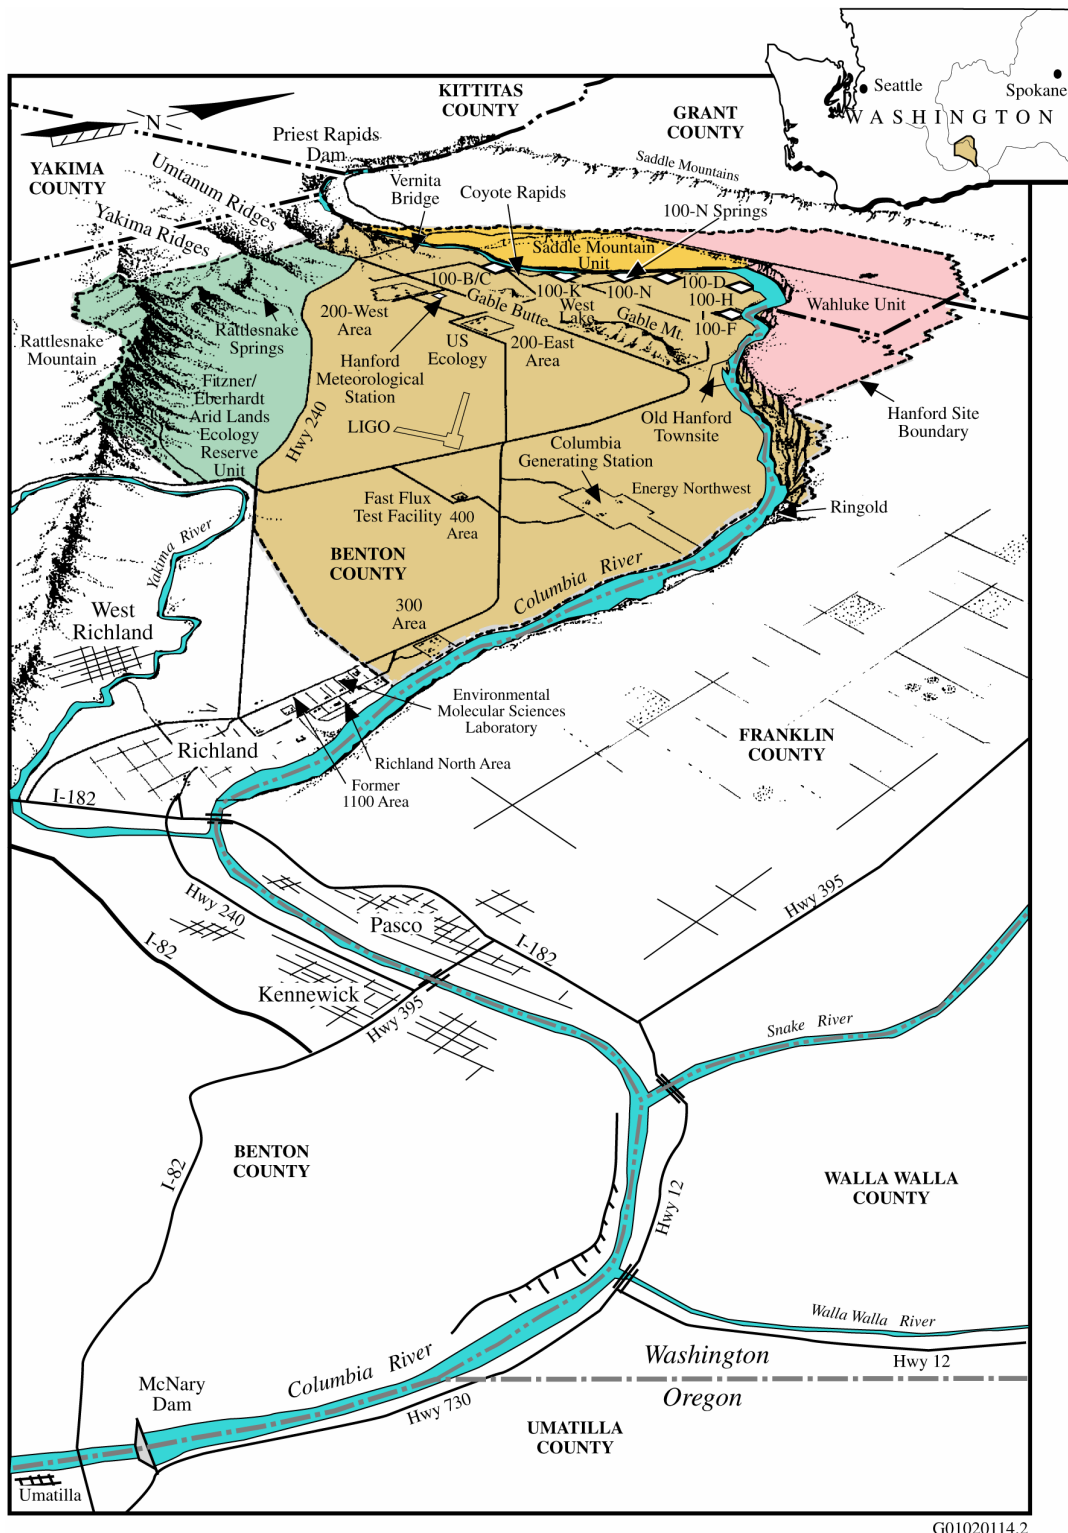 Seattle
Spokane
WASHINGTON
KITTITAS
COUNTY
GRANT
COUNTY
N
Priest Rapids
Dam
Saddle Mountains
YAKIMA
COUNTY
Umtanum Ridges
Vernita
Bridge
Coyote Rapids
100-N Springs
Yakima Ridges
Saddle Mountain
Unit
100-B/C
100-K
100-N
100-D
100-H
100-F
Wahluke Unit
200-West
Area
Gable Butte
West
Lake
Gable Mt.
Rattlesnake
Mountain
Rattlesnake
Springs
US
Ecology
200-East
Area
Hanford
Meteorological
Station
Fitzner/
Eberhardt
Arid Lands
Ecology
Reserve
Unit
Hwy 240
LIGO
Old Hanford
Townsite
Hanford Site
Boundary
Columbia
Generating Station
Energy Northwest
Fast Flux
Test Facility
400
Area
Ringold
Yakima River
BENTON
COUNTY
Columbia River
West
Richland
300
Area
Environmental
Molecular Sciences
Laboratory
Richland
Richland North Area
Former
1100 Area
FRANKLIN
COUNTY
I-182
Hwy 240
Pasco
Hwy 395
I-82
I-182
Kennewick
Hwy 395
Snake River
BENTON
COUNTY
I-82
Hwy 12
WALLA WALLA
COUNTY
Walla Walla River
Columbia River
Washington
Hwy 12
McNary
Dam
Oregon
Hwy 730
UMATILLA
COUNTY
Umatilla
G01020114.2